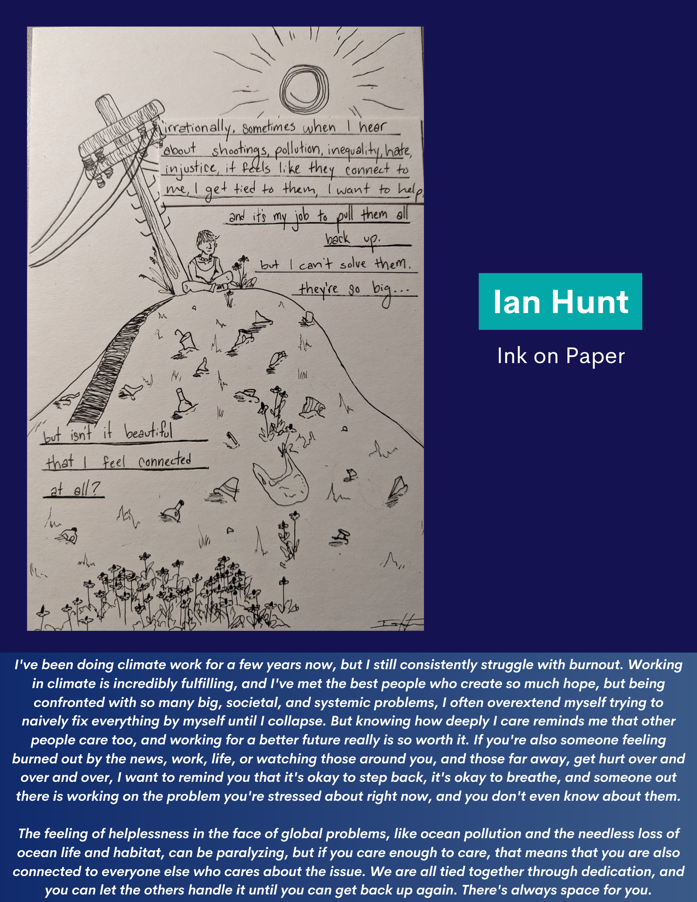 irrationally, sometimes when I hear
about shootings, pollution, inequality, hate,
injustice, it feels like they connect to
me, I get tied to them, I want to help
and it's my job to pull them all
back up.
but I can't solve them.
they're so big...
but isn't it beautiful
that I feel connected
at all?
Ian Hunt
Ink on Paper
I've been doing climate work for a few years now, but I still consistently struggle with burnout. Working
in climate is incredibly fulfilling, and I've met the best people who create so much hope, but being
confronted with so many big, societal, and systemic problems, I often overextend myself trying to
naively fix everything by myself until I collapse. But knowing how deeply I care reminds me that other
people care too, and working for a better future really is so worth it. If you're also someone feeling
burned out by the news, work, life, or watching those around you, and those far away, get hurt over and
over and over, I want to remind you that it's okay to step back, it's okay to breathe, and someone out
there is working on the problem you're stressed about right now, and you don't even know about them.
The feeling of helplessness in the face of global problems, like ocean pollution and the needless loss of
ocean life and habitat, can be paralyzing, but if you care enough to care, that means that you are also
connected to everyone else who cares about the issue. We are all tied together through dedication, and
you can let the others handle it until you can get back up again. There's always space for you.